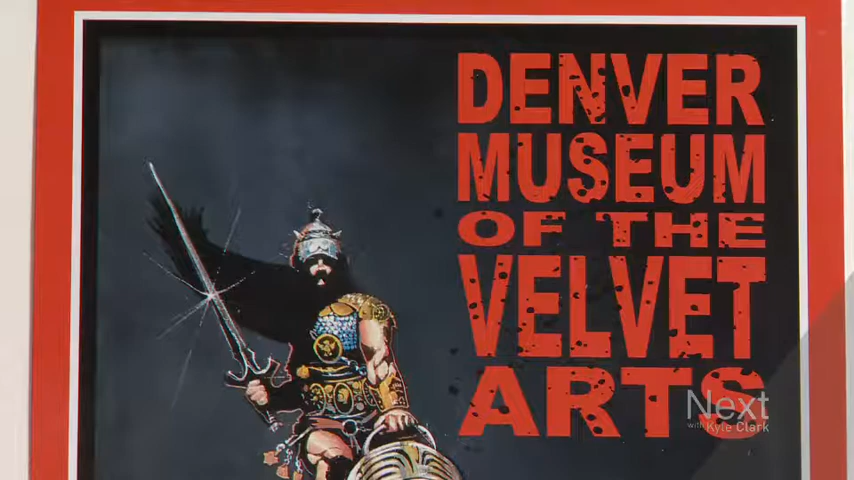 DENVER
MUSEUM
OF THE
VELVET
ARTS
Next
with Kyle Clark